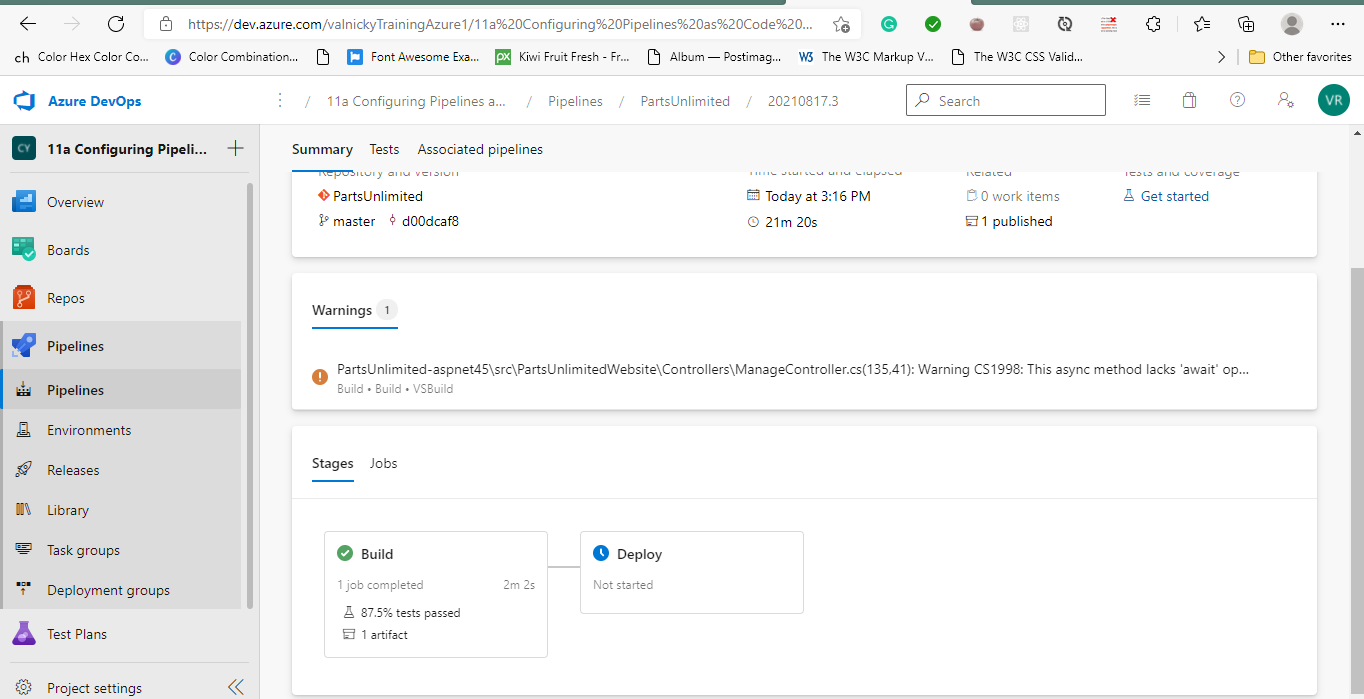 https://dev.azure.com/valnickyTrainingAzure1/11a%20Configuring%20Pipelines%20as%20Code%20...
ch Color Hex Color Co...
C Color Combination...
Font Awesome Exa...
px Kiwi Fruit Fresh - Fr...
Album — Postimag...
W3 The W3C Markup V...
The W3C CSS Valid...
Other favorites
Azure DevOps
/ 11a Configuring Pipelines a... / Pipelines / PartsUnlimited / 20210817.3
Search
VR
CY 11a Configuring Pipeli...
Overview
Boards
Repos
Pipelines
Pipelines
Environments
Releases
Library
Task groups
Deployment groups
Test Plans
Project settings
Summary Tests Associated pipelines
Repository and version
PartsUnlimited
master d00dcaf8
Time started and elapsed
Today at 3:16 PM
21m 20s
Related
0 work items
1 published
Tests and coverage
Get started
Warnings 1
PartsUnlimited-aspnet45\src\PartsUnlimitedWebsite\Controllers\ManageController.cs(135,41): Warning CS1998: This async method lacks 'await' op...
Build • Build • VSBuild
Stages Jobs
Build
1 job completed 2m 2s
87.5% tests passed
1 artifact
Deploy
Not started